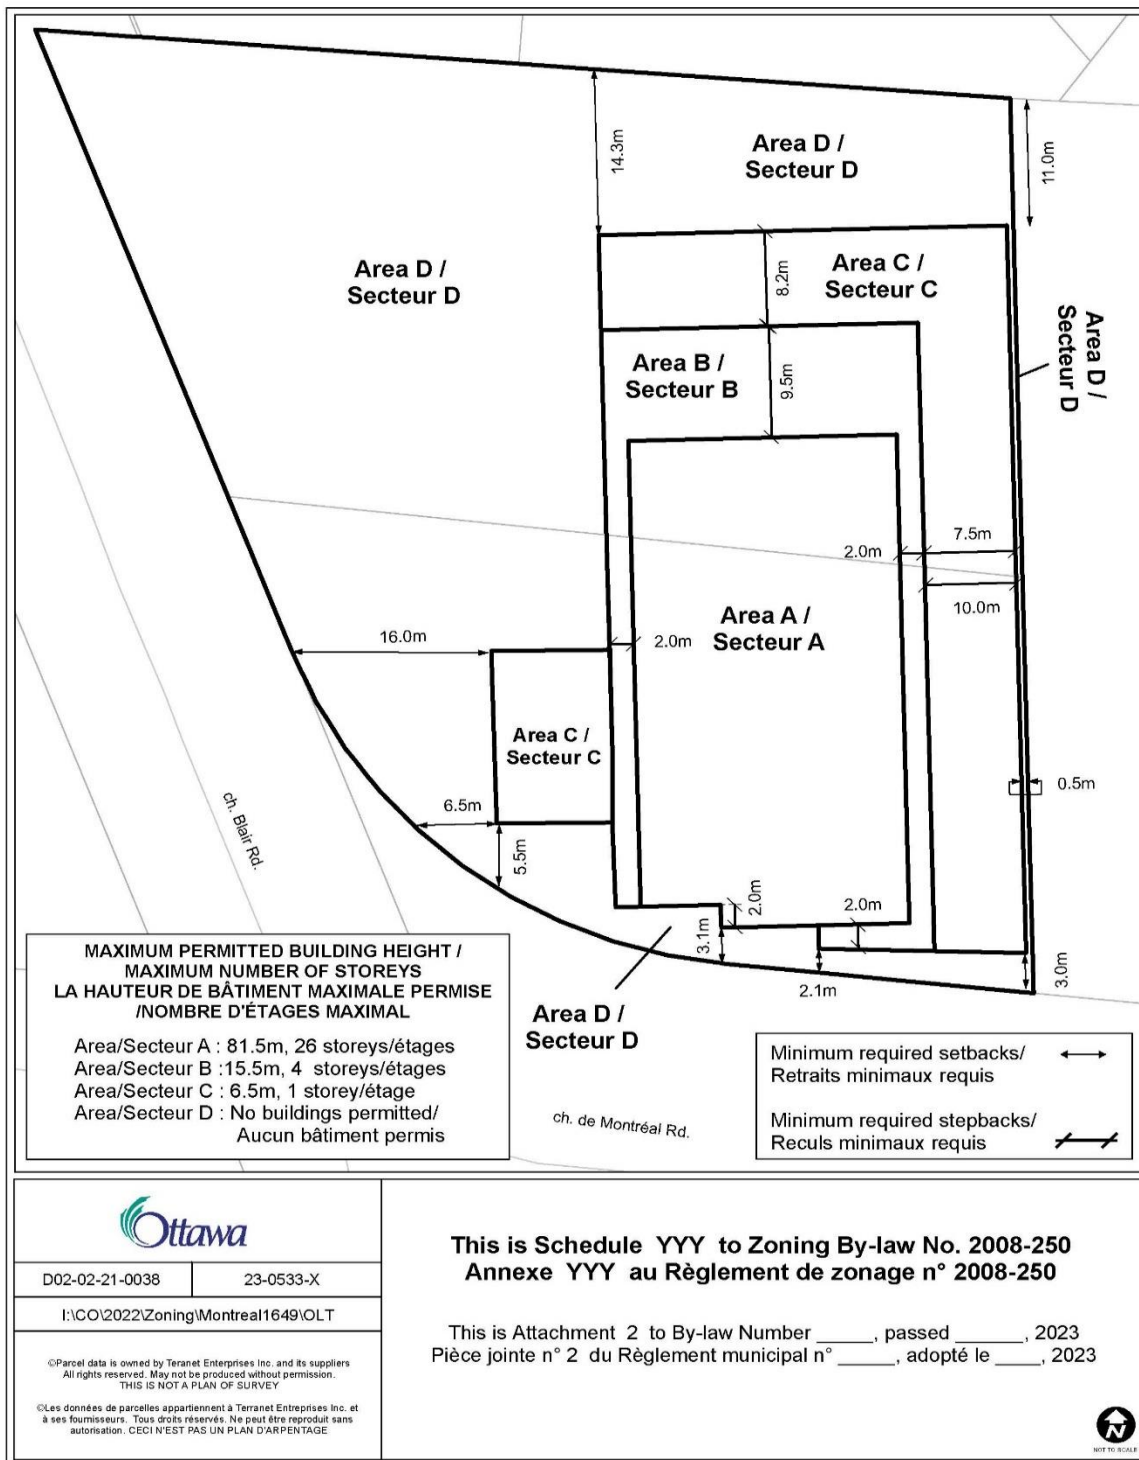 14.3m
Area D /
Secteur D
11.0m
Area D /
Secteur D
8.2m
Area C /
Secteur C
Area D /
Secteur D
Area B /
Secteur B
9.5m
2.0m
7.5m
10.0m
Area A /
Secteur A
16.0m
2.0m
Area C /
Secteur C
0.5m
6.5m
5.5m
ch. Blair Rd.
2.0m
2.0m
3.1m
2.1m
3.0m
Area D /
Secteur D
ch. de Montréal Rd.
MAXIMUM PERMITTED BUILDING HEIGHT /
MAXIMUM NUMBER OF STOREYS
LA HAUTEUR DE BÂTIMENT MAXIMALE PERMISE
/NOMBRE D'ÉTAGES MAXIMAL
Area/Secteur A : 81.5m, 26 storeys/étages
Area/Secteur B :15.5m, 4 storeys/étages
Area/Secteur C : 6.5m, 1 storey/étage
Area/Secteur D : No buildings permitted/
Aucun bâtiment permis
Minimum required setbacks/
Retraits minimaux requis
Minimum required stepbacks/
Reculs minimaux requis
Ottawa
D02-02-21-0038 23-0533-X
I:\CO\2022\Zoning\Montreal1649\OLT
©Parcel data is owned by Teranet Enterprises Inc. and its suppliers
All rights reserved. May not be produced without permission.
THIS IS NOT A PLAN OF SURVEY
©Les données de parcelles appartiennent à Terranet Entreprises Inc. et
à ses fournisseurs. Tous droits réservés. Ne peut être reproduit sans
autorisation. CECI N'EST PAS UN PLAN D'ARPENTAGE
This is Schedule YYY to Zoning By-law No. 2008-250
Annexe YYY au Règlement de zonage n° 2008-250
This is Attachment 2 to By-law Number _____, passed ______, 2023
Pièce jointe n° 2 du Règlement municipal n° _____, adopté le ____, 2023
N
NOT TO SCALE